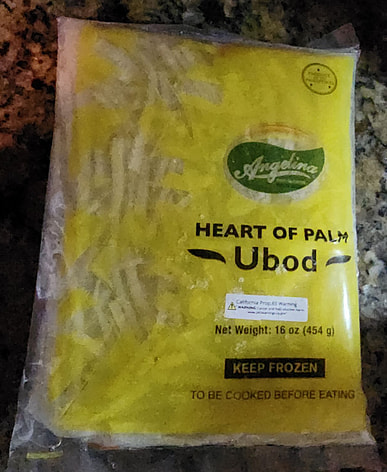 Angelina
HEART OF PALM
Ubod
California Prop.65 Warning
WARNING:
Net Weight: 16 oz (454 g)
KEEP FROZEN
TO BE COOKED BEFORE EATING